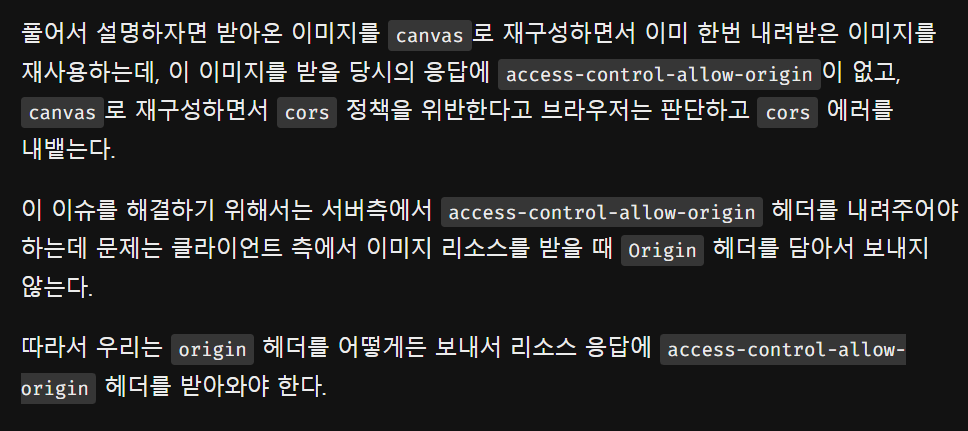 풀어서 설명하자면 받아온 이미지를 canvas로 재구성하면서 이미 한번 내려받은 이미지를
재사용하는데, 이 이미지를 받을 당시의 응답에 access-control-allow-origin이 없고,
canvas로 재구성하면서 cors 정책을 위반한다고 브라우저는 판단하고 cors 에러를
내뱉는다.
이 이슈를 해결하기 위해서는 서버측에서 access-control-allow-origin 헤더를 내려주어야
하는데 문제는 클라이언트 측에서 이미지 리소스를 받을 때 Origin 헤더를 담아서 보내지
않는다.
따라서 우리는 origin 헤더를 어떻게든 보내서 리소스 응답에 access-control-allow-
origin 헤더를 받아와야 한다.